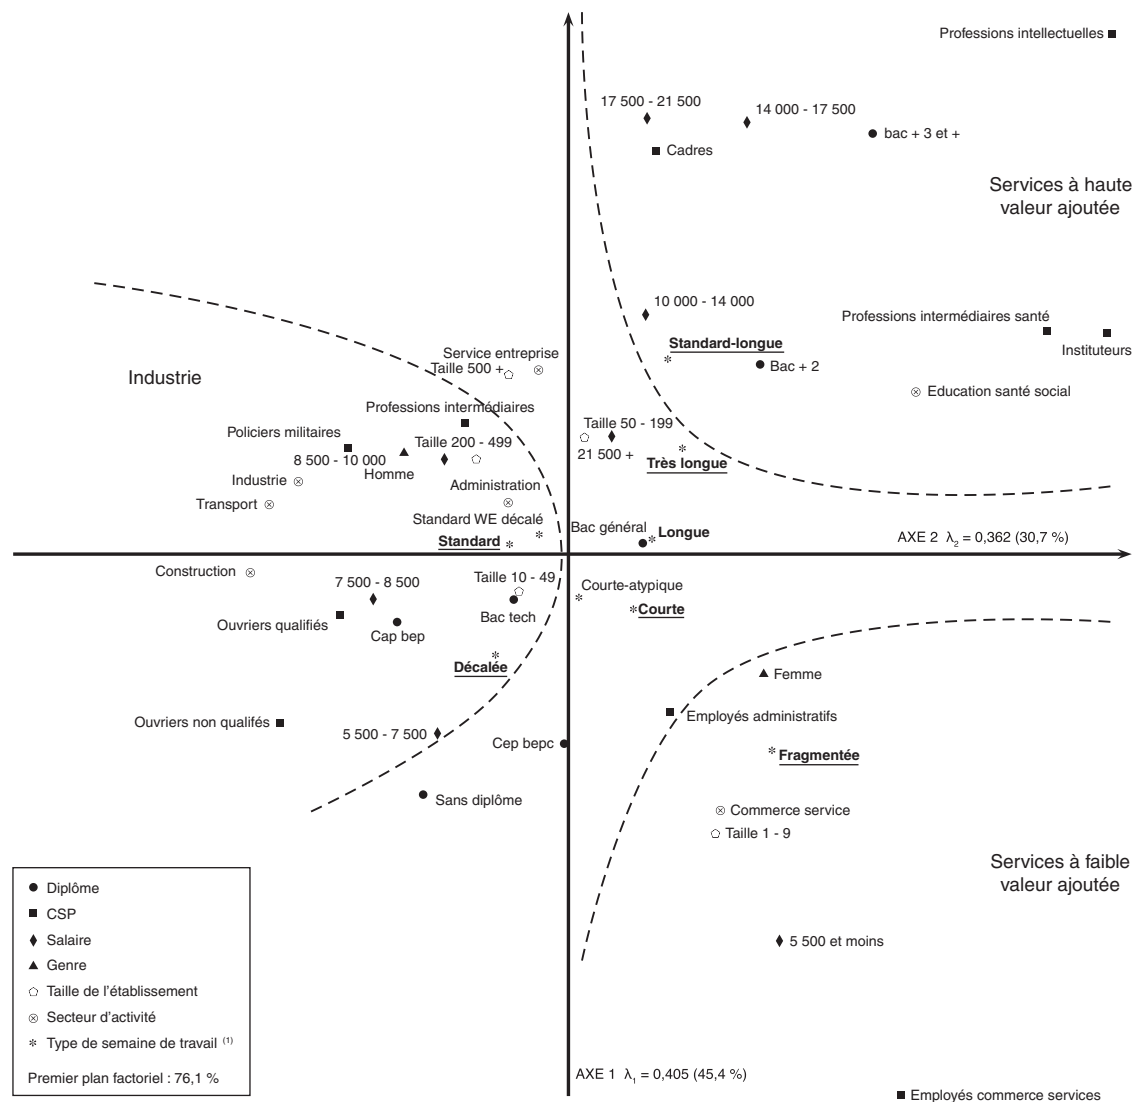 Professions intellectuelles
17 500 - 21 500
14 000 - 17 500
bac + 3 et +
Cadres
Services à haute
valeur ajoutée
10 000 - 14 000
Professions intermédiaires santé
Standard-longue
Instituteurs
Service entreprise
Taille 500 +
Bac + 2
Industrie
Education santé social
Professions intermédiaires
Taille 50 - 199
Policiers militaires
Taille 200 - 499
21 500 +
8 500 - 10 000
Homme
Très longue
Industrie
Administration
Transport
Standard WE décalé
Bac général
Longue
Standard
AXE 2 λ2 = 0,362 (30,7 %)
Construction
7 500 - 8 500
Taille 10 - 49
Courte-atypique
Courte
Bac tech
Ouvriers qualifiés
Cap bep
Décalée
Femme
Employés administratifs
Ouvriers non qualifés
5 500 - 7 500
Cep bepc
Fragmentée
Sans diplôme
Commerce service
Taille 1 - 9
Services à faible
valeur ajoutée
5 500 et moins
Diplôme
CSP
Salaire
Genre
Taille de l'établissement
Secteur d'activité
Type de semaine de travail (1)
Premier plan factoriel : 76,1 %
AXE 1 λ1 = 0,405 (45,4 %)
Employés commerce services